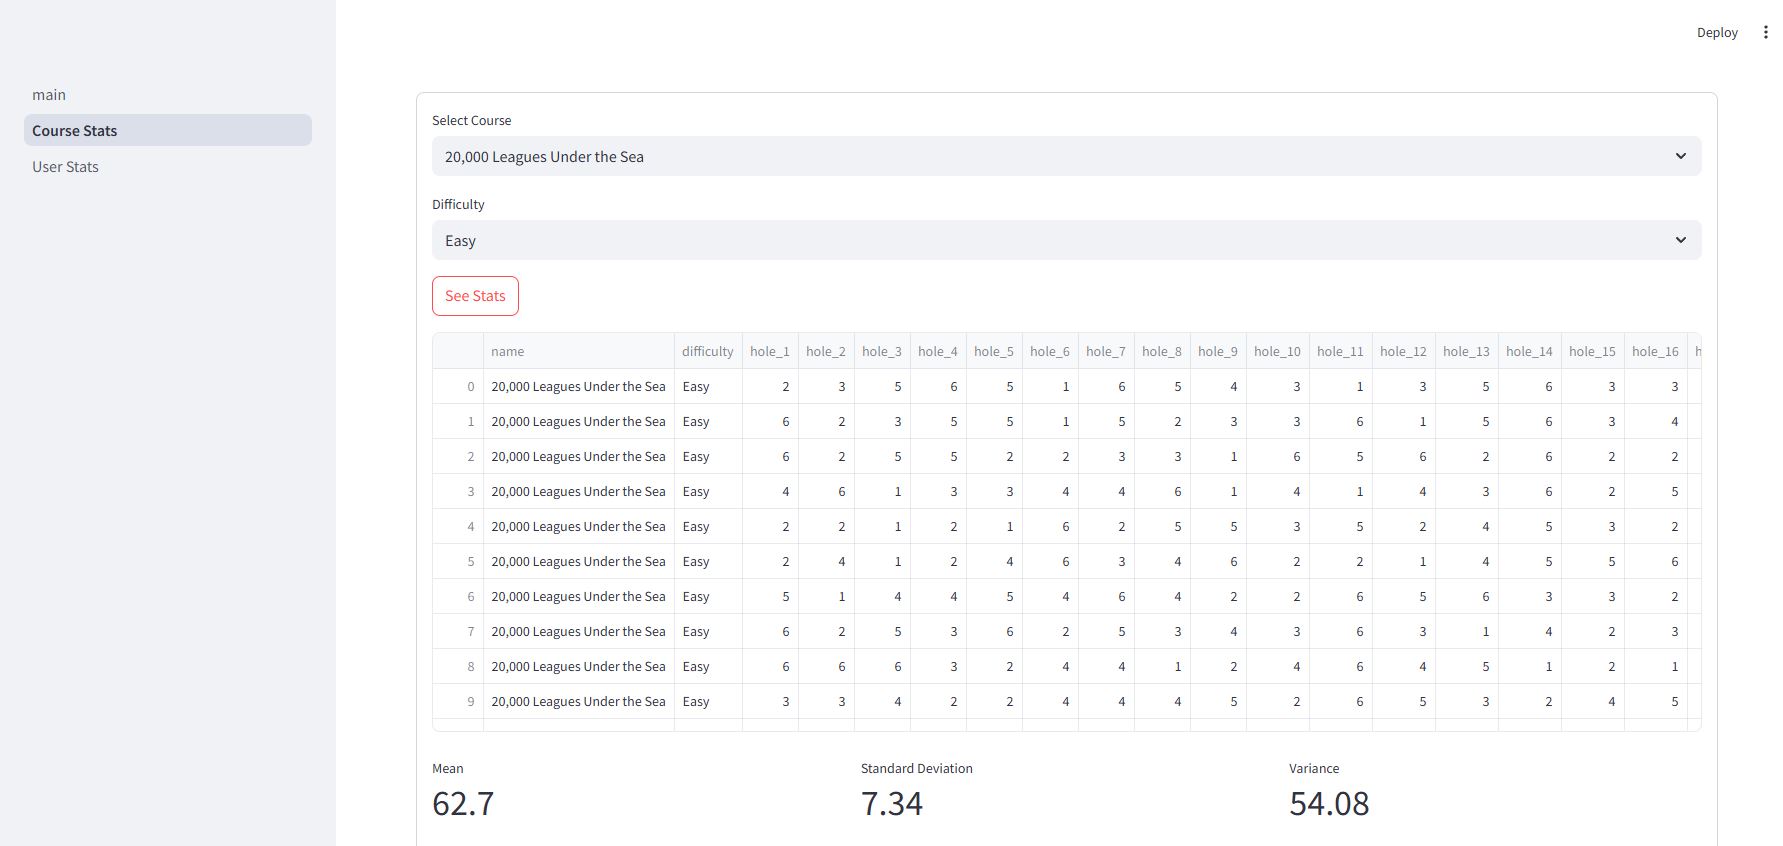 Deploy
main
Course Stats
User Stats
Select Course
20,000 Leagues Under the Sea
Difficulty
Easy
See Stats
name difficulty hole_1 hole_2 hole_3 hole_4 hole_5 hole_6 hole_7 hole_8 hole_9 hole_10 hole_11 hole_12 hole_13 hole_14 hole_15 hole_16 h
0 20,000 Leagues Under the Sea Easy 2 3 5 6 5 1 6 5 4 3 1 3 5 6 3 3
1 20,000 Leagues Under the Sea Easy 6 2 3 5 5 1 5 2 3 3 6 1 5 6 3 4
2 20,000 Leagues Under the Sea Easy 6 2 5 5 2 2 3 3 1 6 5 6 2 6 2 2
3 20,000 Leagues Under the Sea Easy 4 6 1 3 3 4 4 6 1 4 1 4 3 6 2 5
4 20,000 Leagues Under the Sea Easy 2 2 1 2 1 6 2 5 5 3 5 2 4 5 3 2
5 20,000 Leagues Under the Sea Easy 2 4 1 2 4 6 3 4 6 2 2 1 4 5 5 6
6 20,000 Leagues Under the Sea Easy 5 1 4 4 5 4 6 4 2 2 6 5 6 3 3 2
7 20,000 Leagues Under the Sea Easy 6 2 5 3 6 2 5 3 4 3 6 3 1 4 2 3
8 20,000 Leagues Under the Sea Easy 6 6 6 3 2 4 4 1 2 4 6 4 5 1 2 1
9 20,000 Leagues Under the Sea Easy 3 3 4 2 2 4 4 4 5 2 6 5 3 2 4 5
Mean Standard Deviation Variance
62.7 7.34 54.08